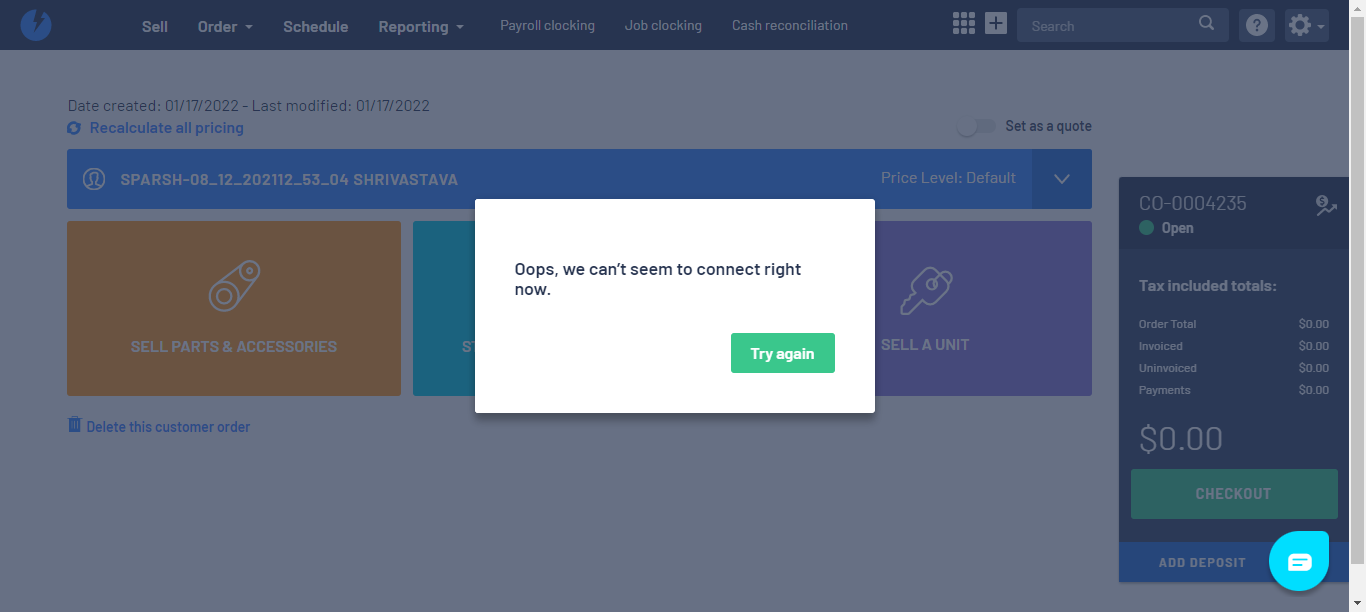 Sell Order Schedule Reporting Payroll clocking Job clocking Cash reconciliation Search
Date created: 01/17/2022 - Last modified: 01/17/2022
Recalculate all pricing
Set as a quote
SPARSH-08_12_202112_53_04 SHRIVASTAVA Price Level: Default
SELL PARTS & ACCESSORIES
ST
SELL A UNIT
Delete this customer order
Oops, we can’t seem to connect right
now.
Try again
CO-0004235
Open
Tax included totals:
Order Total $0.00
Invoiced $0.00
Uninvoiced $0.00
Payments $0.00
$0.00
CHECKOUT
ADD DEPOSIT